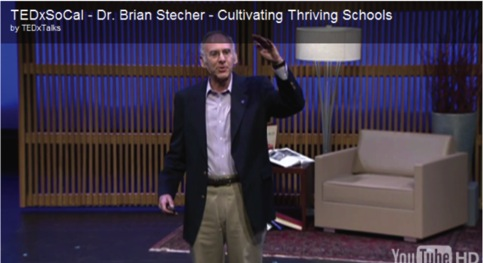 TEDxSoCal - Dr. Brian Stecher - Cultivating Thriving Schools
by TEDxTalks
YouTube HD